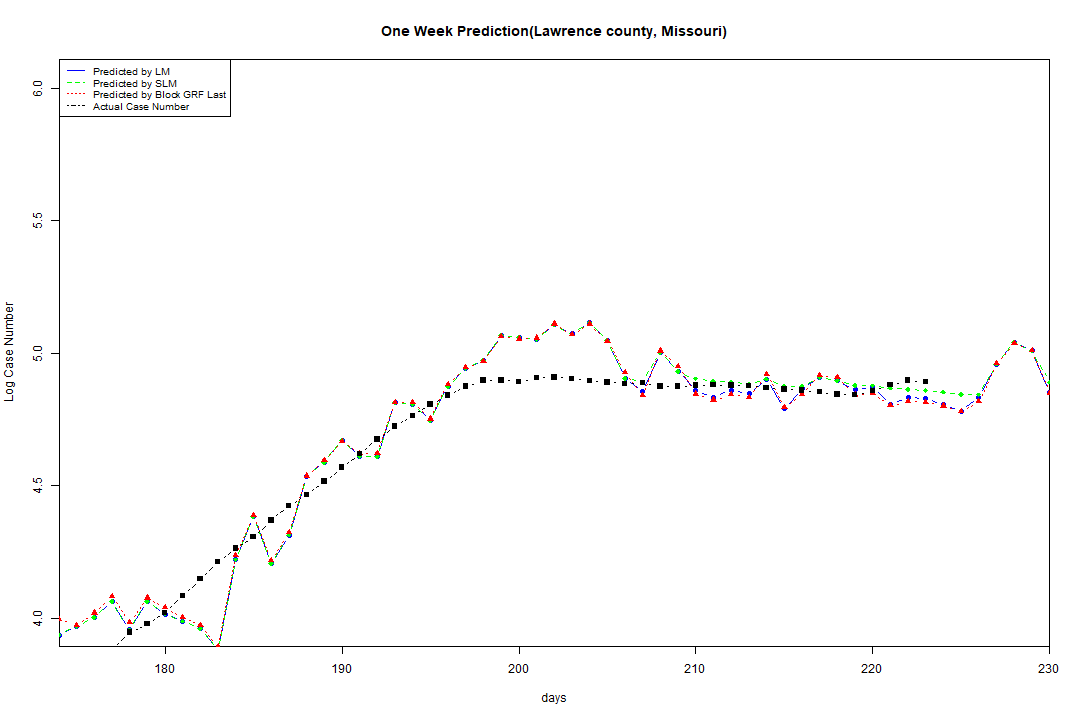 One Week Prediction(Lawrence county, Missouri)
Predicted by LM
Predicted by SLM
Predicted by Block GRF Last
Actual Case Number
6.0
5.5
5.0
4.5
4.0
Log Case Number
180 190 200 210 220 230
days